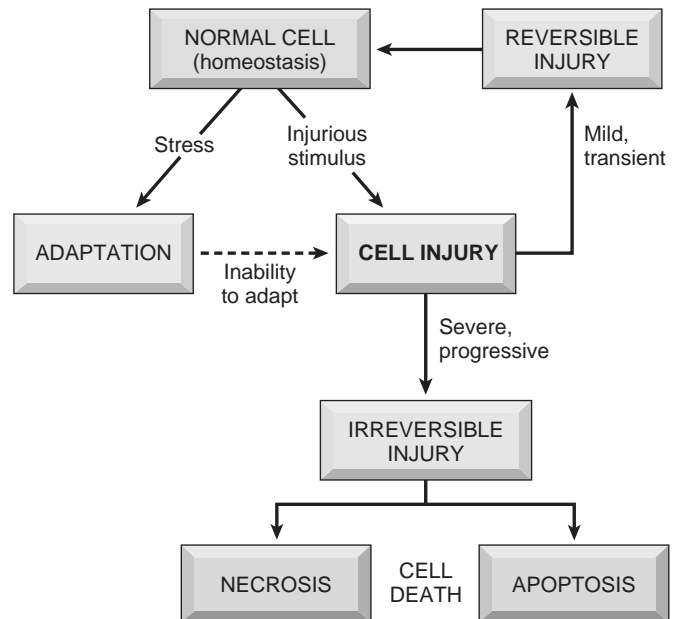 NORMAL CELL
(homeostasis)
REVERSIBLE
INJURY
Stress
Injurious
stimulus
Mild,
transient
ADAPTATION
CELL INJURY
Inability
to adapt
Severe,
progressive
IRREVERSIBLE
INJURY
NECROSIS
CELL
DEATH
APOPTOSIS